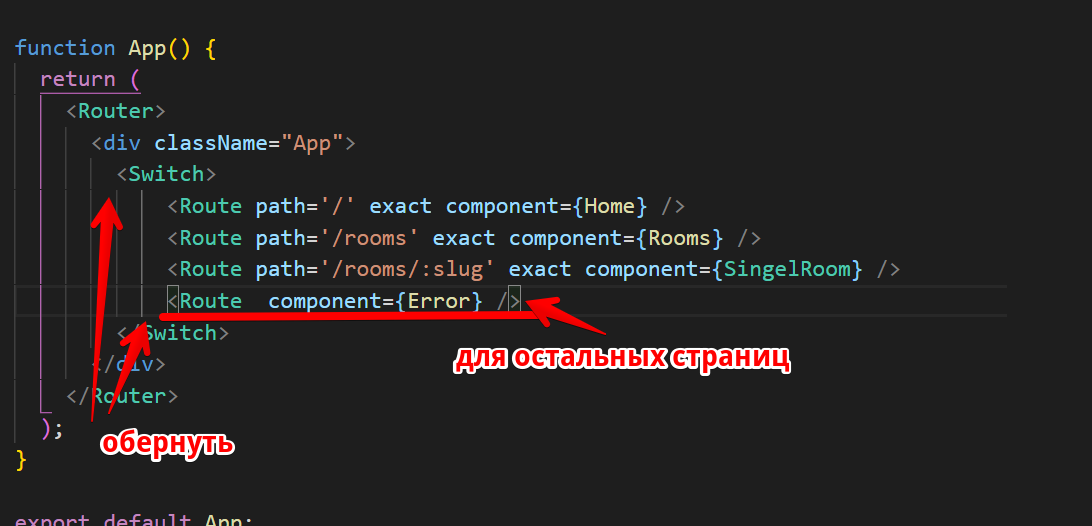 function App() {
return (
<Router>
<div className="App">
<Switch>
<Route path='/' exact component={Home} />
<Route path='/rooms' exact component={Rooms} />
<Route path='/rooms/:slug' exact component={SingelRoom} />
<Route  component={Error} />
</Switch>
для остальных страниц
</div>
</Router>
);
обернуть
}
export default App;